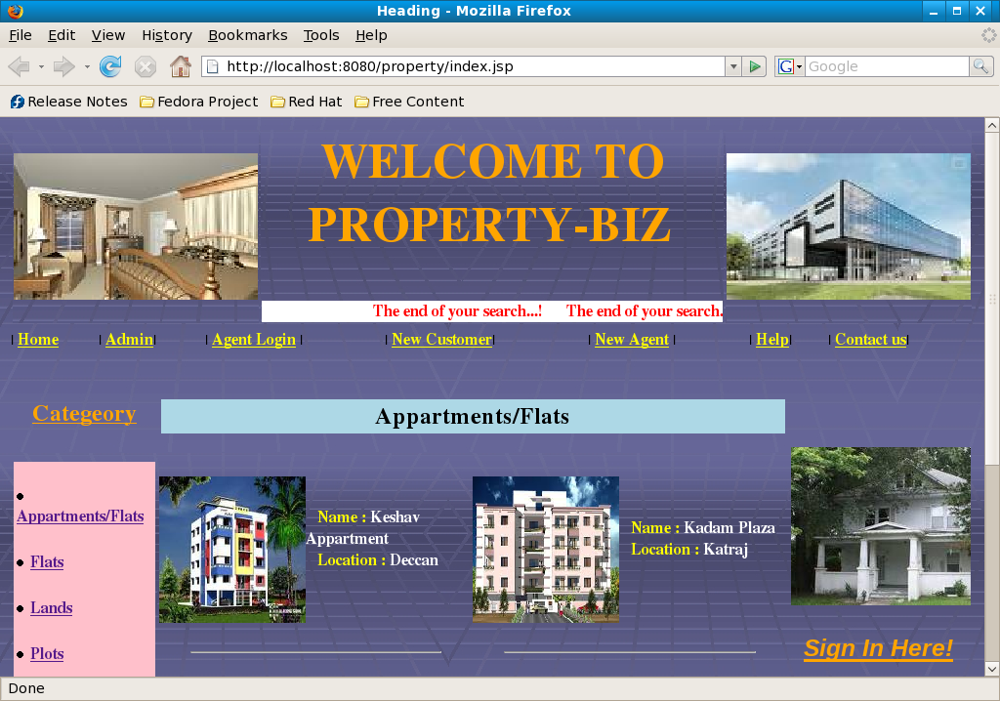 Heading - Mozilla Firefox
File Edit View History Bookmarks Tools Help
http://localhost:8080/property/index.jsp
G Google
Release Notes Fedora Project Red Hat Free Content
WELCOME TO
PROPERTY-BIZ
The end of your search...! The end of your search.
| Home | Admin| | Agent Login | | New Customer| | New Agent | | Help| | Contact us|
Categeory
Appartments/Flats
Appartments/Flats
Flats
Lands
Plots
Name : Keshav
Appartment
Location : Deccan
Name : Kadam Plaza
Location : Katraj
Sign In Here!
Done